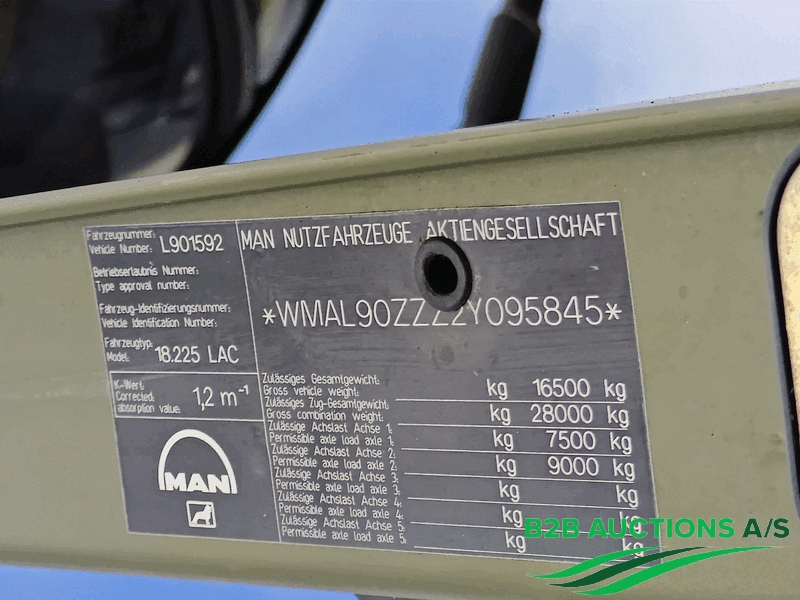 Fahrzeugnummer:
Vehicle Number: L901592
Betriebserlaubnis Nummer:
Type approval number:
Fahrzeug-Identifizierungsnummer:
Vehicle Identification Number:
Fahrzeugtyp:
Model: 18.225 LAC
K-Wert:
Corrected
absorption value: 1,2 m⁻¹
MAN
MAN NUTZFAHRZEUGE AKTIENGESELLSCHAFT
*WMAL90ZZZ2Y095845*
Zulässiges Gesamtgewicht:
Gross vehicle weight: kg 16500 kg
Zulässiges Zug-Gesamtgewicht:
Gross combination weight: kg 28000 kg
Zulässige Achslast Achse 1:
Permissible axle load axle 1: kg 7500 kg
Zulässige Achslast Achse 2:
Permissible axle load axle 2: kg 9000 kg
Zulässige Achslast Achse 3:
Permissible axle load axle 3: kg kg
Zulässige Achslast Achse 4:
Permissible axle load axle 4: kg kg
Zulässige Achslast Achse 5:
Permissible axle load axle 5: kg kg
B2B AUCTIONS A/S